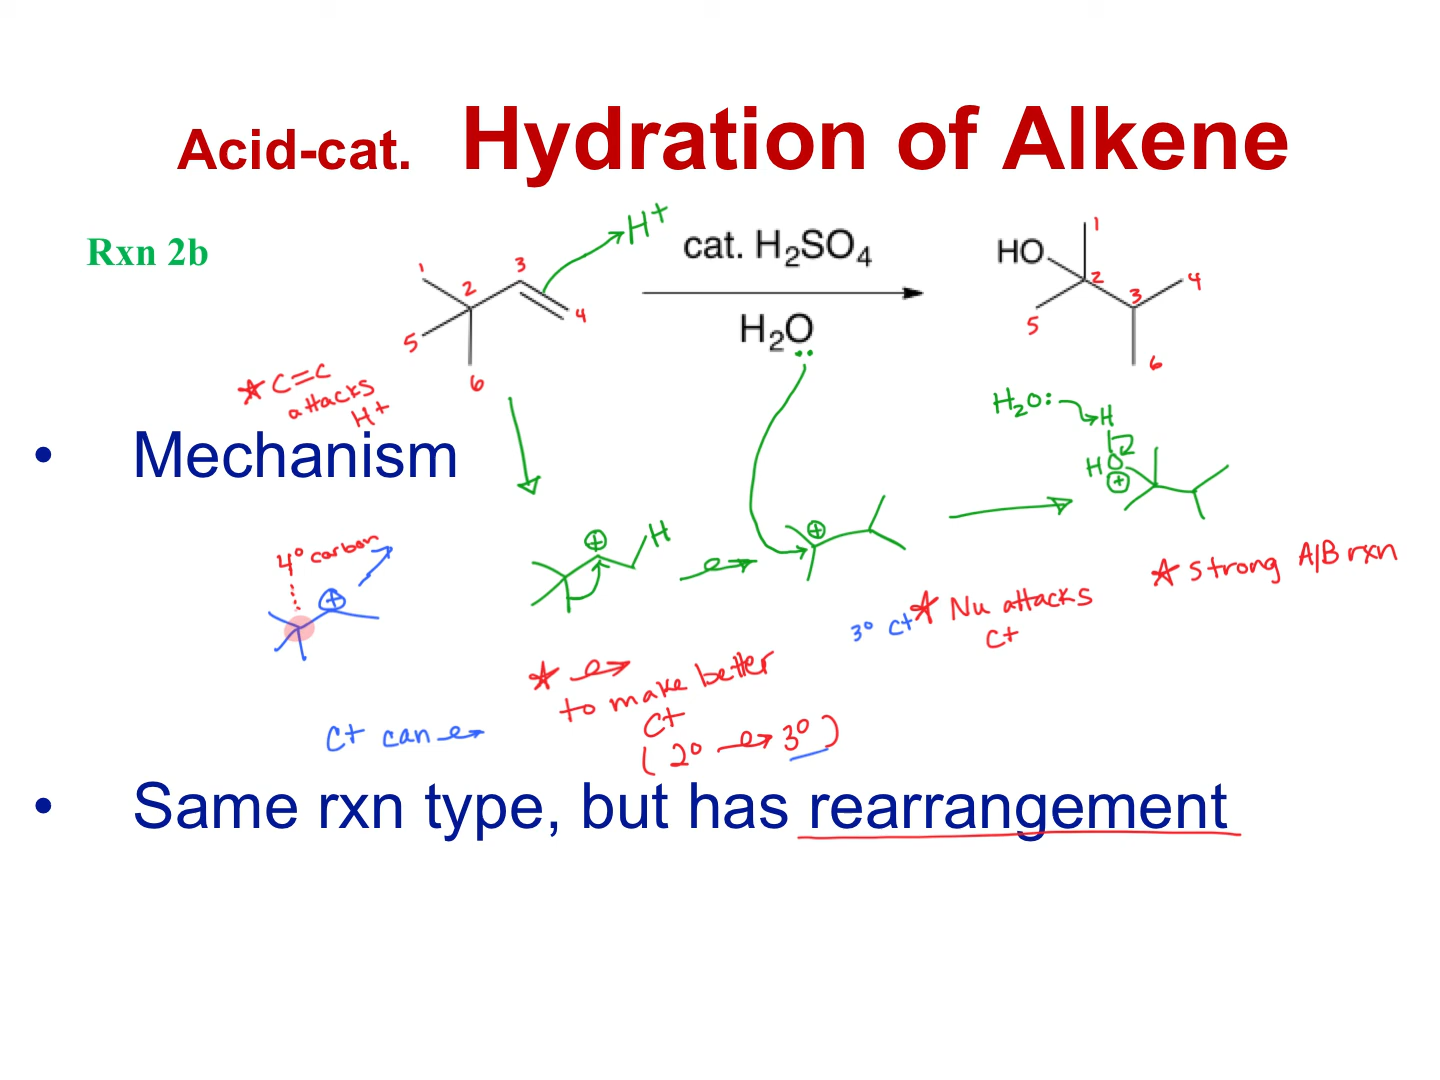 Acid-cat. Hydration of Alkene
Rxn 2b
H+
cat. H₂SO₄
H₂O
1
2
3
4
5
6
HO
1
2
3
4
5
6
★ C=C
attacks
H+
• Mechanism
H₂O:
H
HO
+
4° carbon
+
+
H
+
★ strong A/B rxn
3° C+
★ Nu attacks
C+
★
to make better
C+
(2° → 3°)
C+ can
• Same rxn type, but has rearrangement